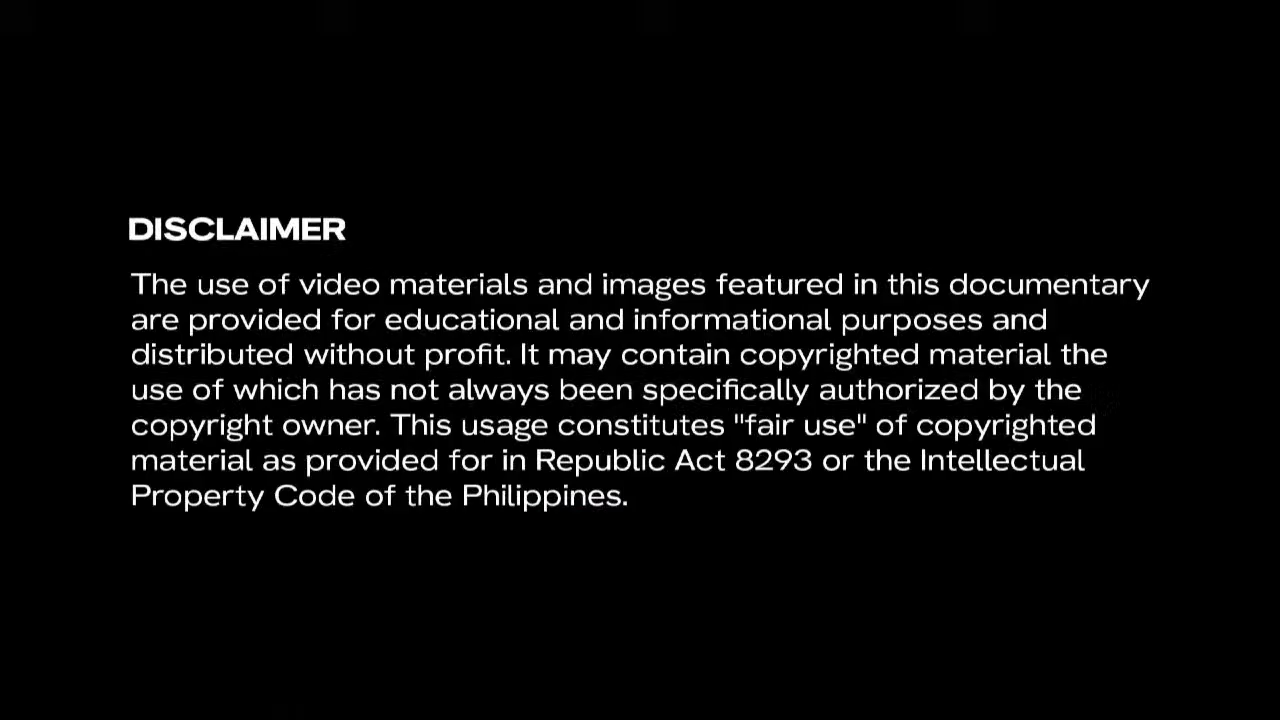 DISCLAIMER
The use of video materials and images featured in this documentary
are provided for educational and informational purposes and
distributed without profit. It may contain copyrighted material the
use of which has not always been specifically authorized by the
copyright owner. This usage constitutes "fair use" of copyrighted
material as provided for in Republic Act 8293 or the Intellectual
Property Code of the Philippines.